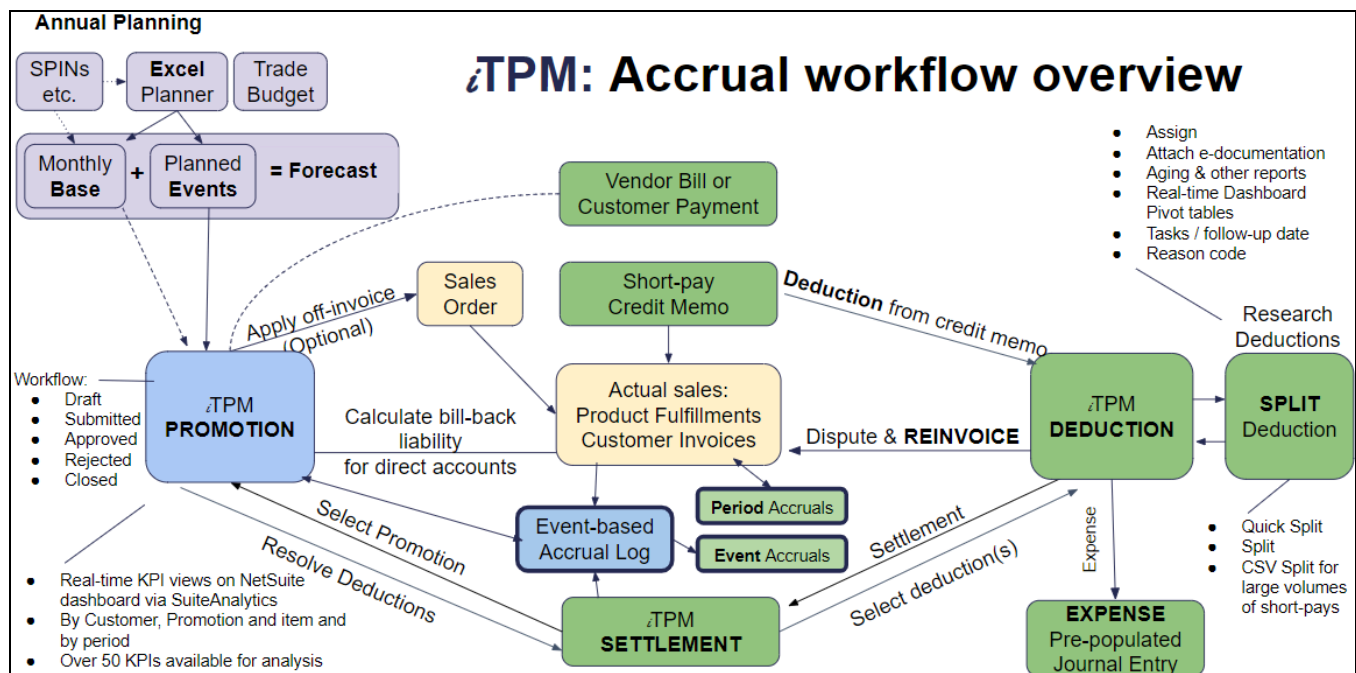 Annual Planning
iTPM: Accrual workflow overview
SPINs
etc.
Excel
Planner
Trade
Budget
Monthly
Base
+
Planned
Events
= Forecast
Vendor Bill or
Customer Payment
● Assign
● Attach e-documentation
● Aging & other reports
● Real-time Dashboard
Pivot tables
● Tasks / follow-up date
● Reason code
Sales
Order
Short-pay
Credit Memo
Apply off-invoice
(Optional)
Deduction from credit memo
Research
Deductions
Workflow:
● Draft
● Submitted
● Approved
● Rejected
● Closed
iTPM
PROMOTION
Calculate bill-back
liability
for direct accounts
Actual sales:
Product Fulfillments
Customer Invoices
Dispute & REINVOICE
iTPM
DEDUCTION
SPLIT
Deduction
Period Accruals
Event-based
Accrual Log
Event Accruals
Select Promotion
Resolve Deductions
Settlement
Select deduction(s)
Expense
● Quick Split
● Split
● CSV Split for
large volumes
of short-pays
● Real-time KPI views on NetSuite
dashboard via SuiteAnalytics
● By Customer, Promotion and item and
by period
● Over 50 KPIs available for analysis
iTPM
SETTLEMENT
EXPENSE
Pre-populated
Journal Entry